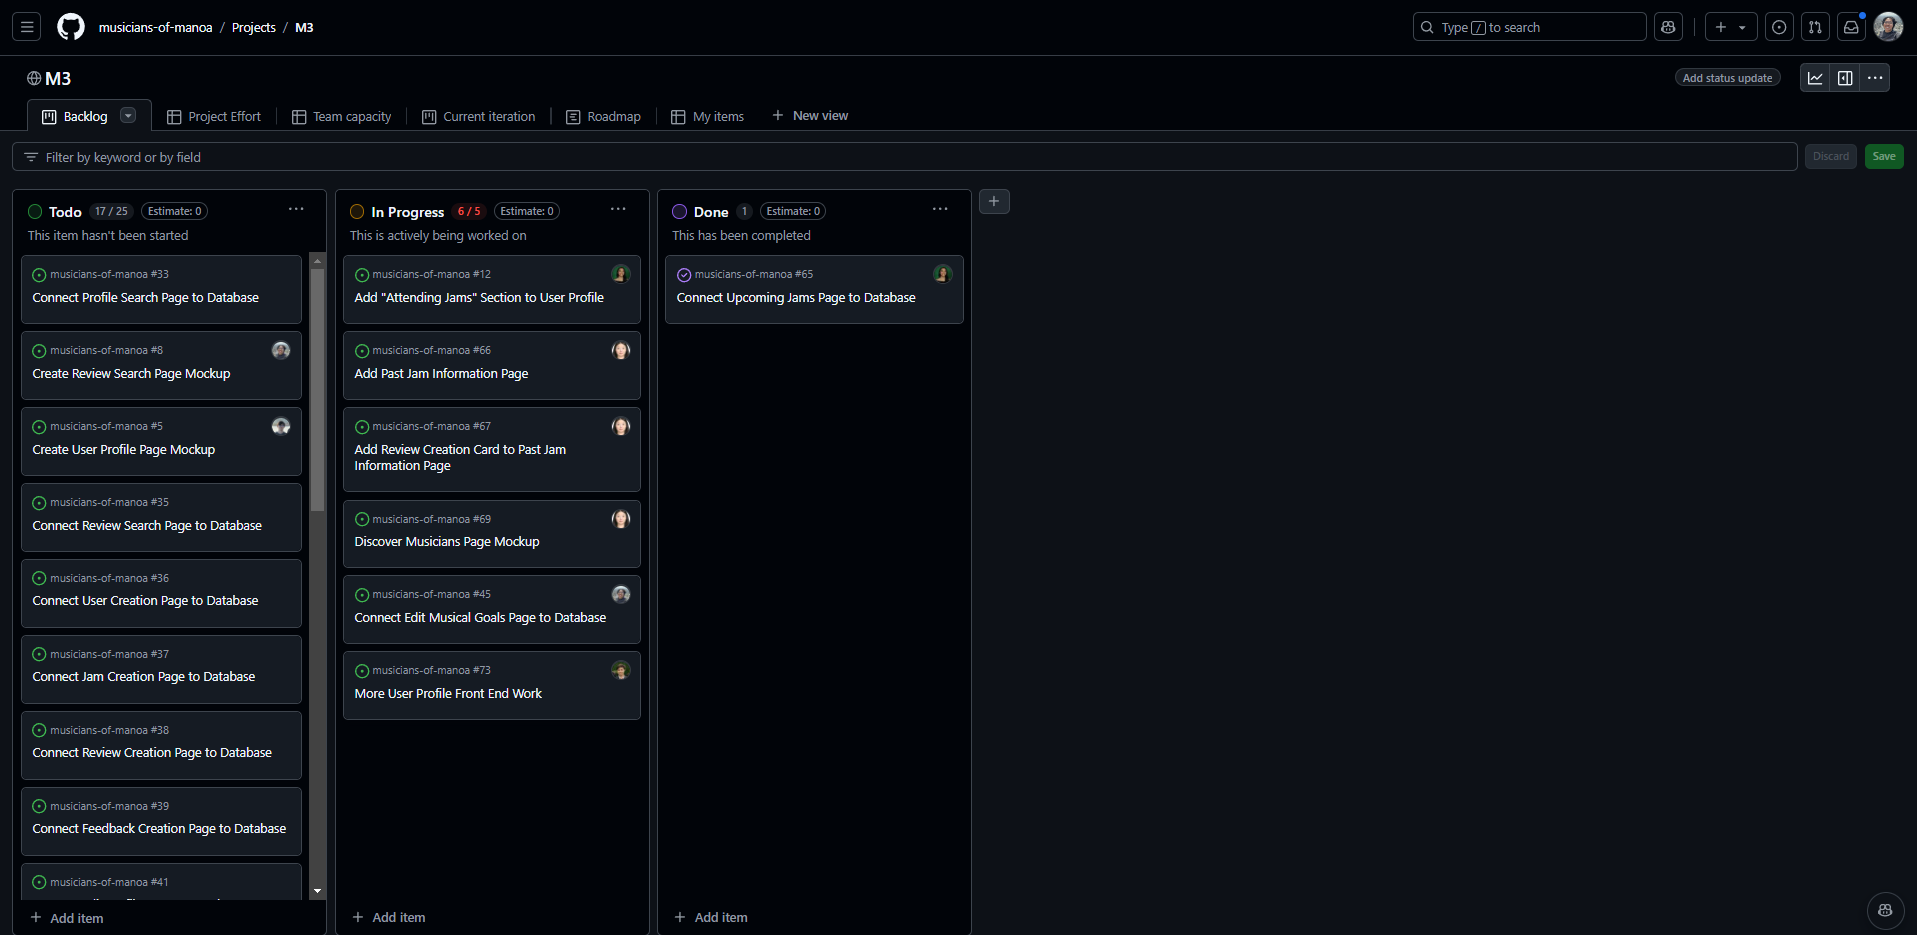 musicians-of-manoa / Projects / M3
Type / to search
M3
Add status update
Backlog
Project Effort
Team capacity
Current iteration
Roadmap
My items
New view
Filter by keyword or by field
Discard
Save
Todo 17 / 25 Estimate: 0
This item hasn't been started
musicians-of-manoa #33
Connect Profile Search Page to Database
musicians-of-manoa #8
Create Review Search Page Mockup
musicians-of-manoa #5
Create User Profile Page Mockup
musicians-of-manoa #35
Connect Review Search Page to Database
musicians-of-manoa #36
Connect User Creation Page to Database
musicians-of-manoa #37
Connect Jam Creation Page to Database
musicians-of-manoa #38
Connect Review Creation Page to Database
musicians-of-manoa #39
Connect Feedback Creation Page to Database
musicians-of-manoa #41
Add item
In Progress 6 / 5 Estimate: 0
This is actively being worked on
musicians-of-manoa #12
Add "Attending Jams" Section to User Profile
musicians-of-manoa #66
Add Past Jam Information Page
musicians-of-manoa #67
Add Review Creation Card to Past Jam
Information Page
musicians-of-manoa #69
Discover Musicians Page Mockup
musicians-of-manoa #45
Connect Edit Musical Goals Page to Database
musicians-of-manoa #73
More User Profile Front End Work
Add item
Done 1 Estimate: 0
This has been completed
musicians-of-manoa #65
Connect Upcoming Jams Page to Database
Add item